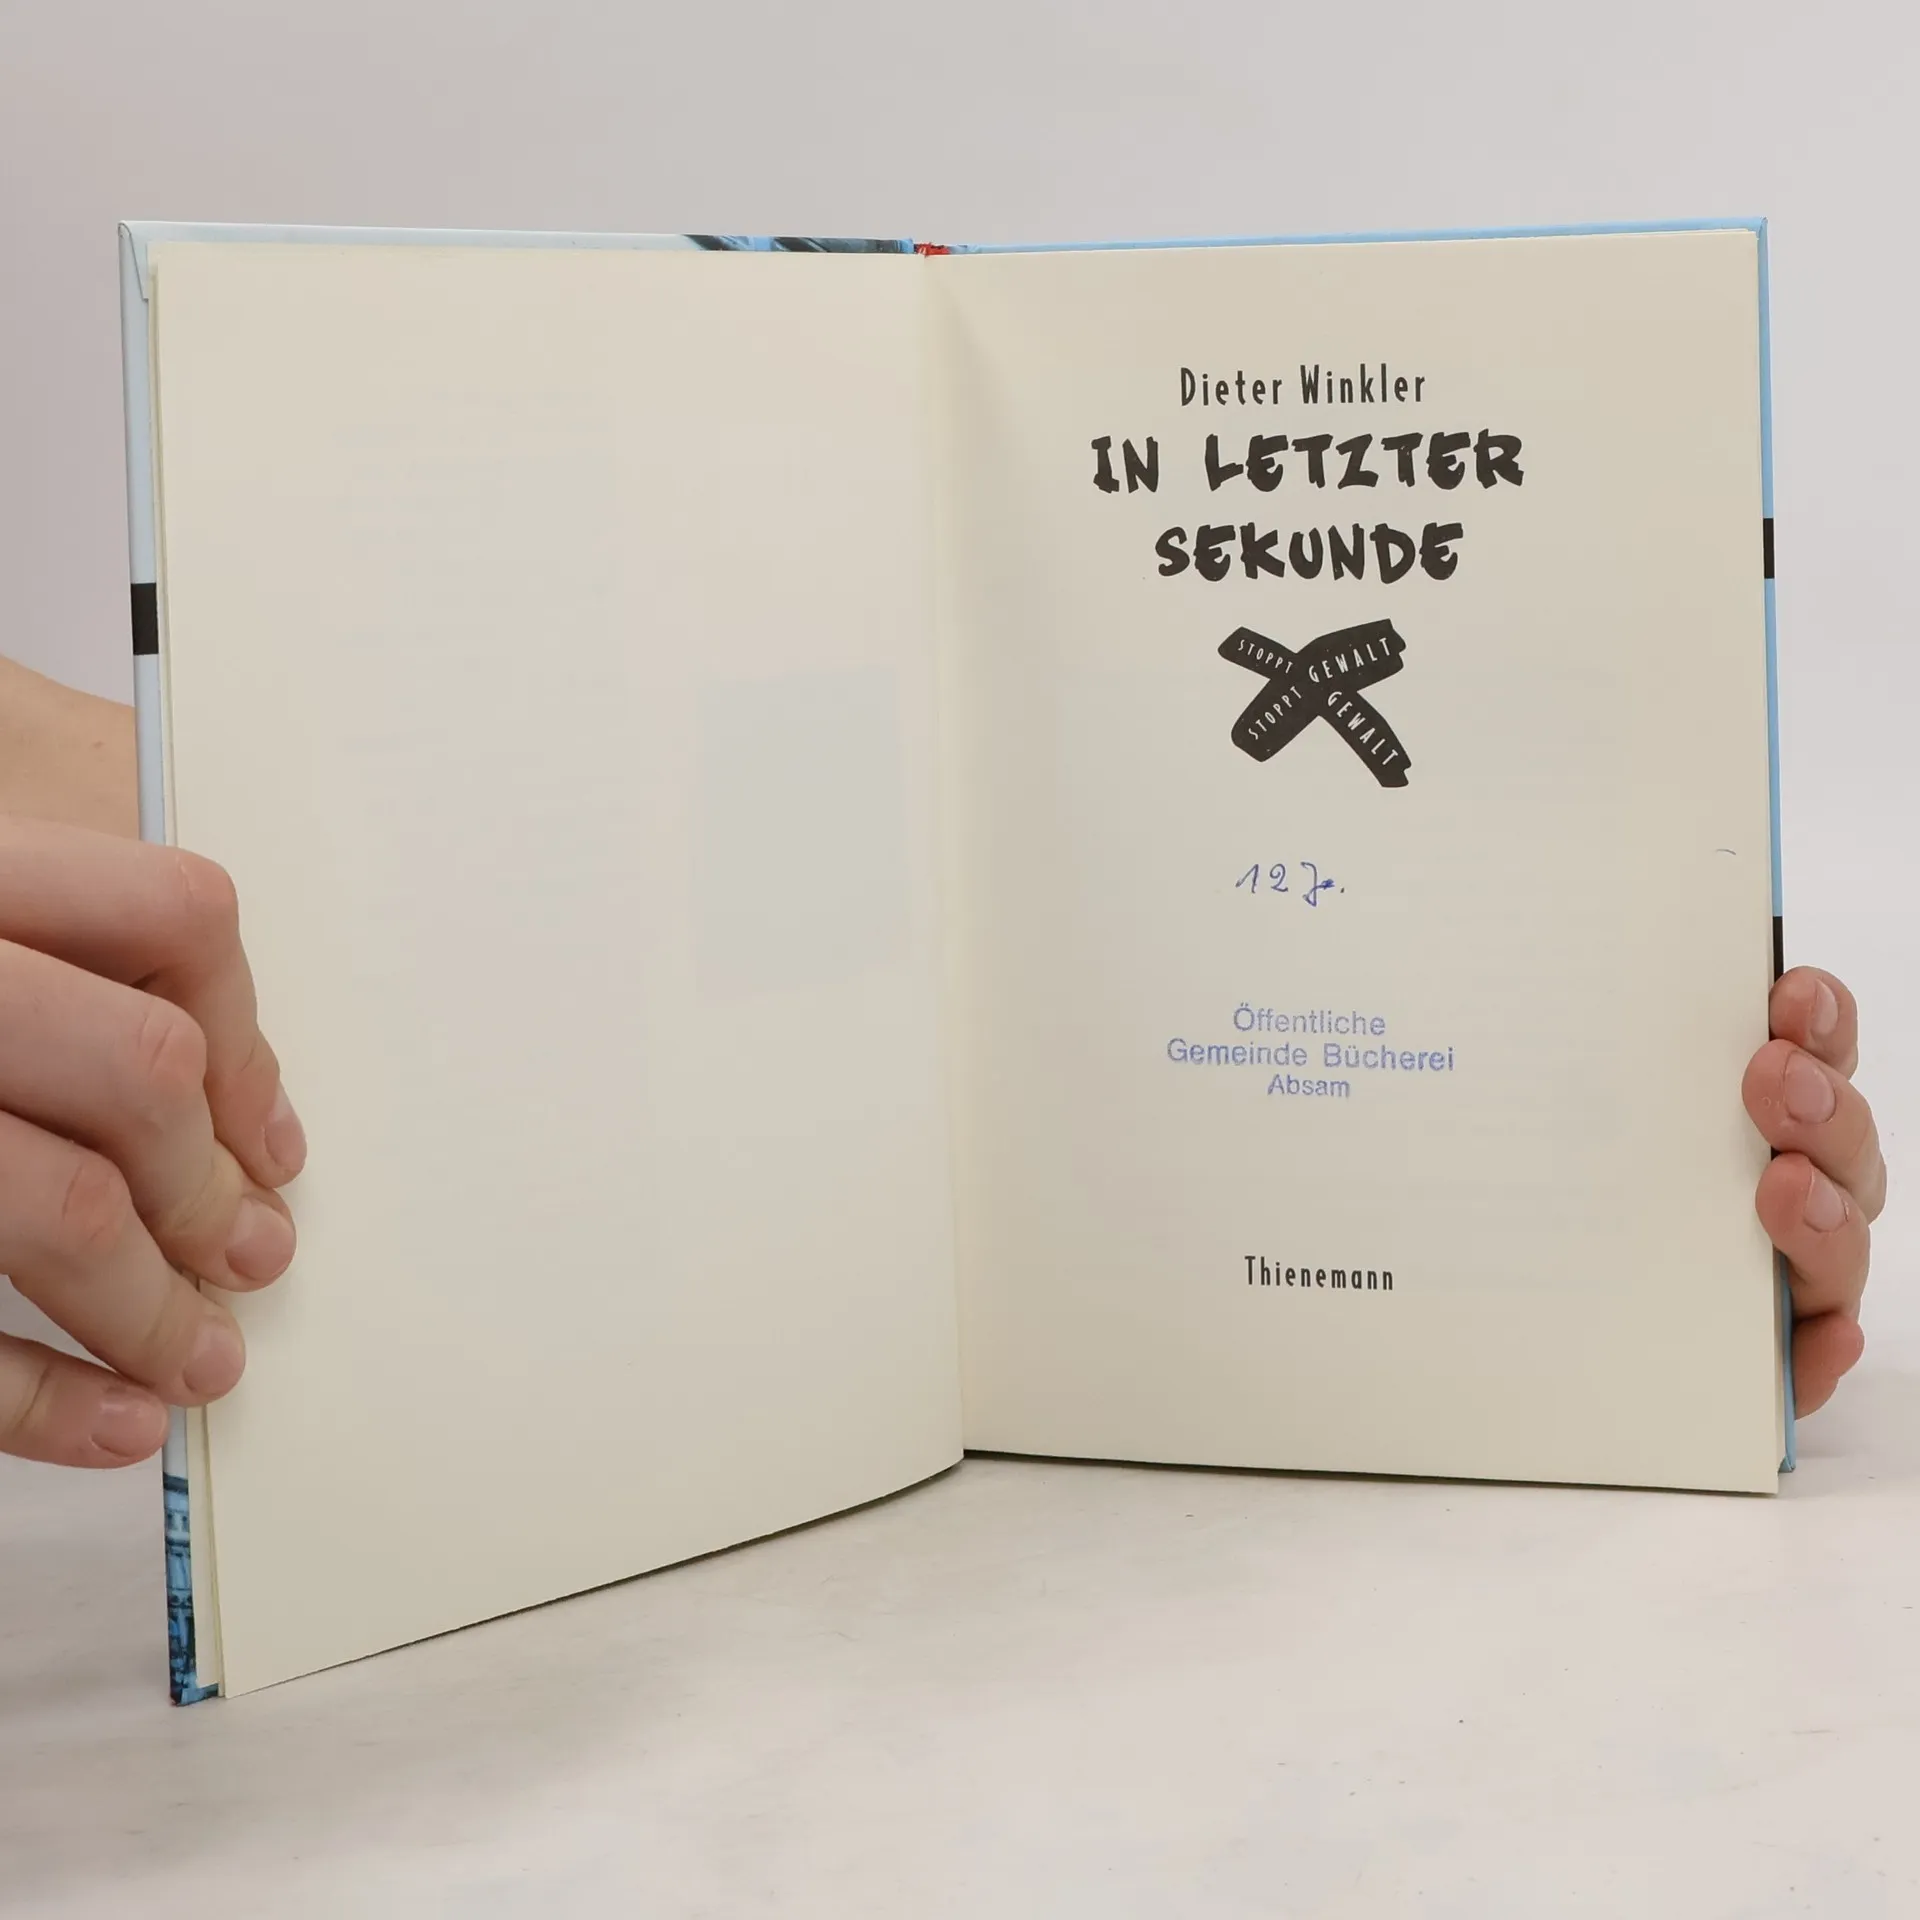 Dieter Winkler
IN LETZTER
SEKUNDE
STOPPT GEWALT
STOPPT GEWALT
12 J.
Öffentliche
Gemeinde Bücherei
Absam
Thienemann